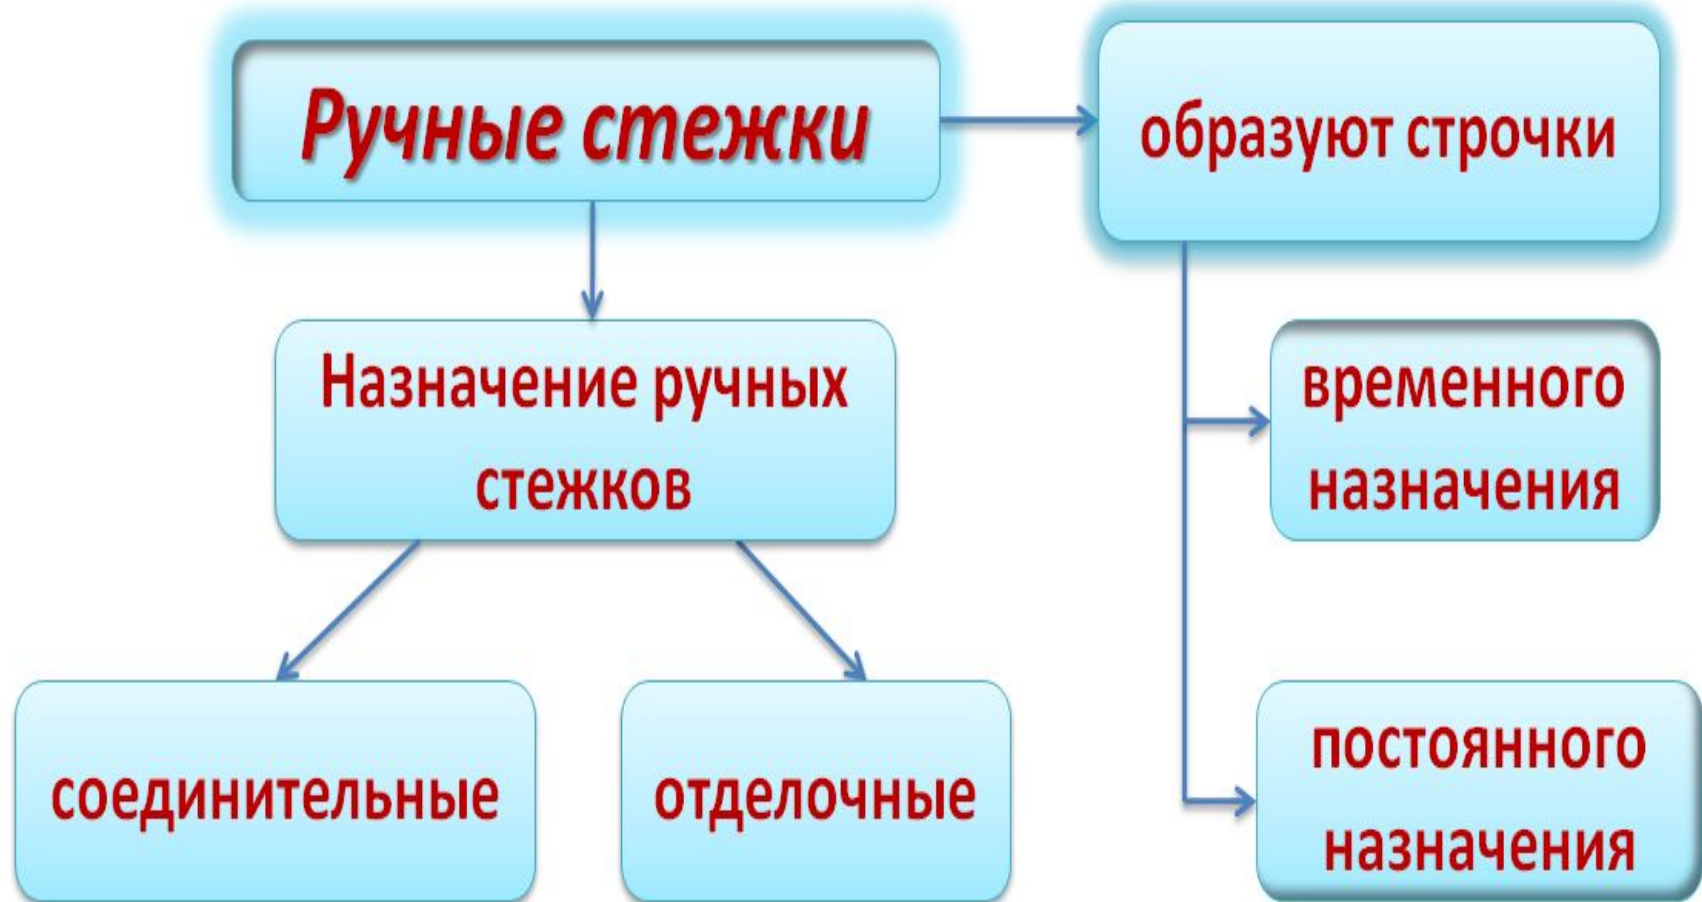 Ручные стежки
образуют строчки
Назначение ручных
стежков
временного
назначения
соединительные
отделочные
постоянного
назначения